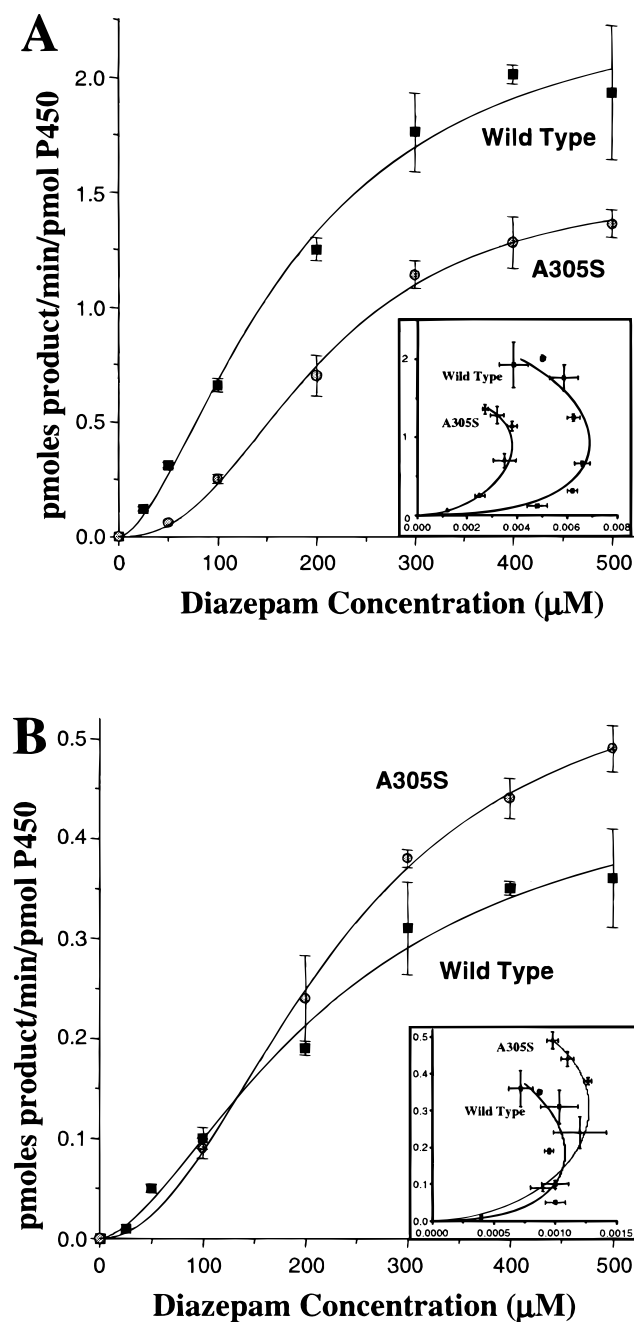 A
pmoles product/min/pmol P450
2.0
1.5
1.0
0.5
0.0
Wild Type
A305S
2
1
0
Wild Type
A305S
0.000 0.002 0.004 0.006 0.008
0 100 200 300 400 500
Diazepam Concentration (µM)
B
pmoles product/min/pmol P450
0.5
0.4
0.3
0.2
0.1
0.0
A305S
Wild Type
0.5
0.4
0.3
0.2
0.1
0.0
A305S
Wild Type
0.000 0.0005 0.0010 0.0015
0 100 200 300 400 500
Diazepam Concentration (µM)